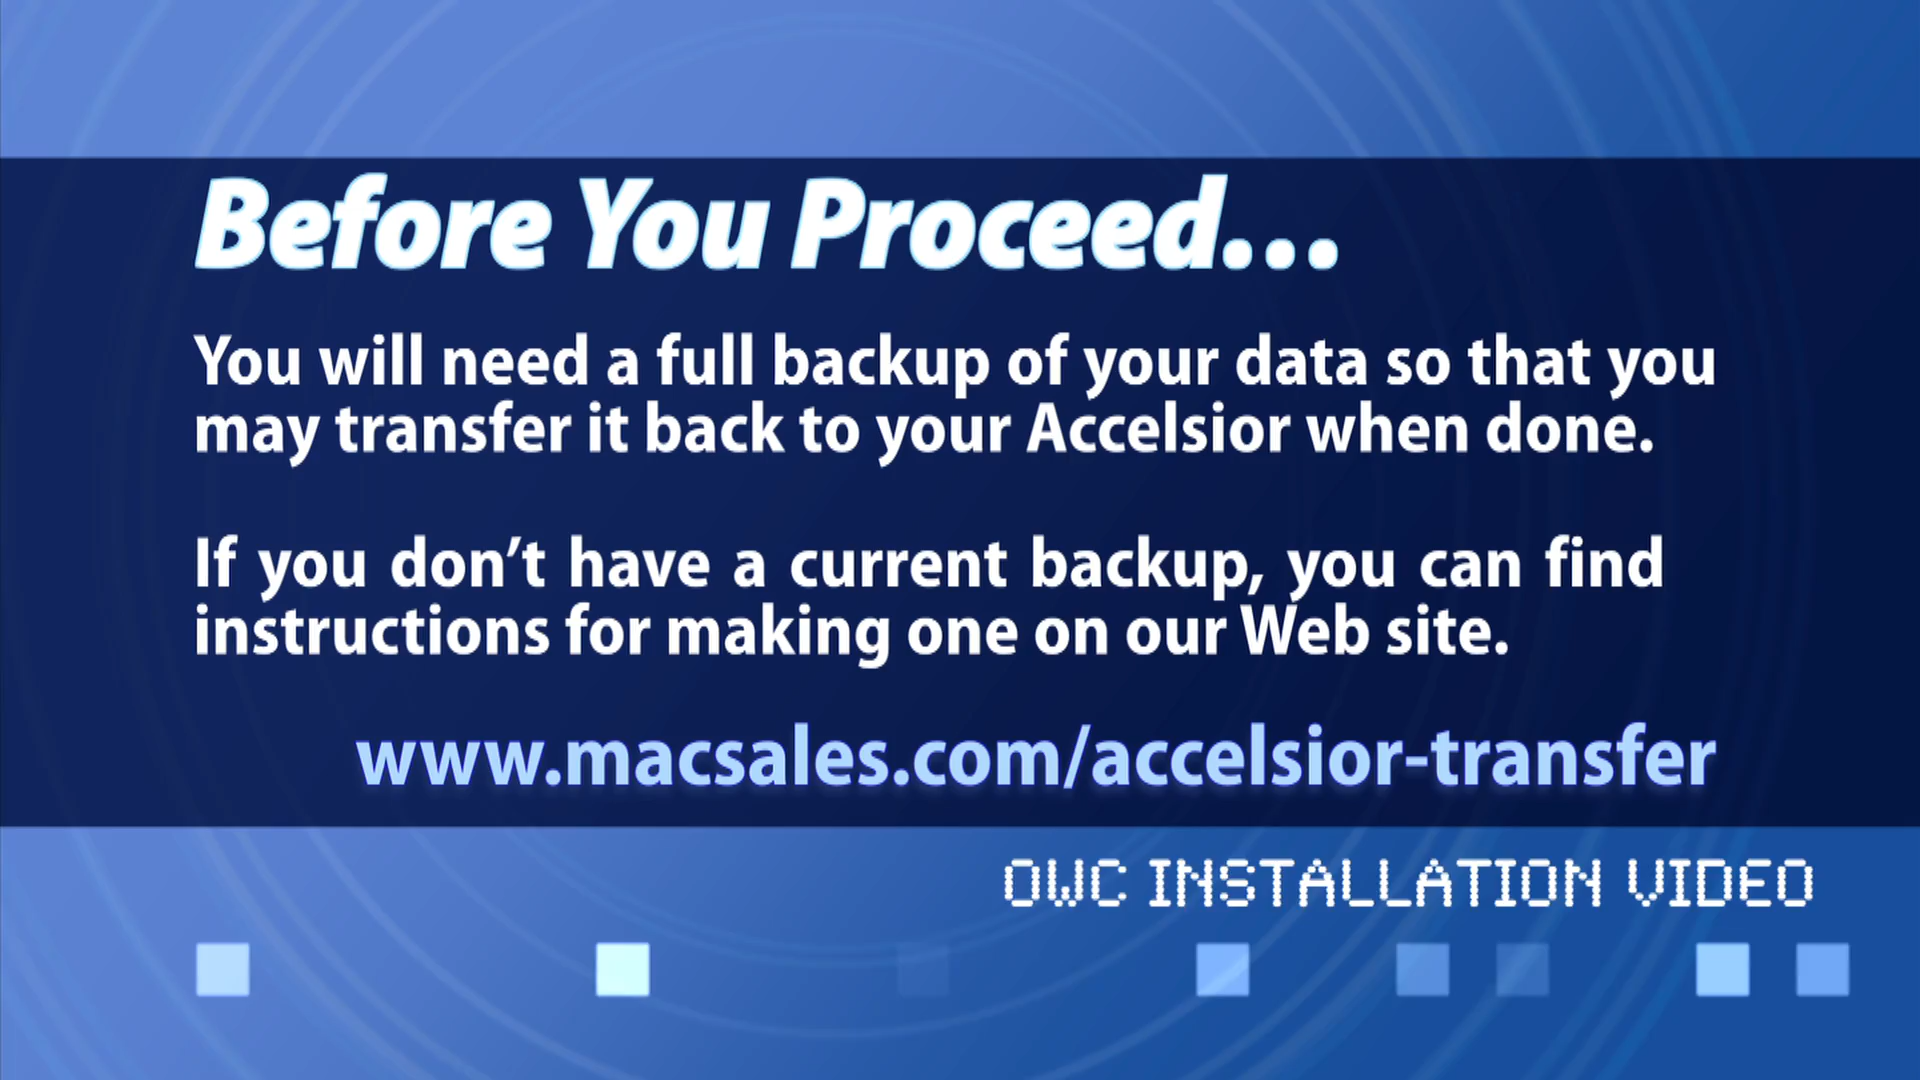 Before You Proceed...
You will need a full backup of your data so that you
may transfer it back to your Accelsior when done.
If you don’t have a current backup, you can find
instructions for making one on our Web site.
www.macsales.com/accelsior-transfer
OWC INSTALLATION VIDEO